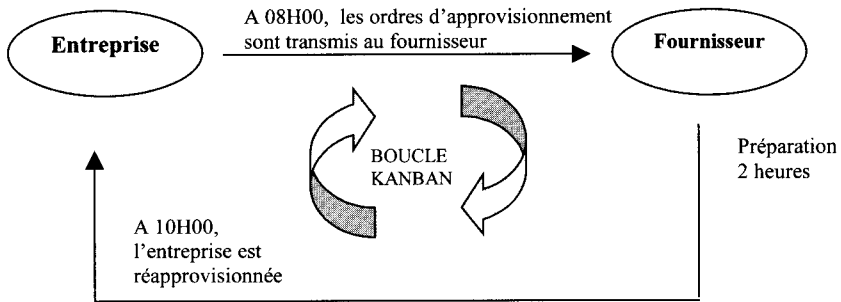 Entreprise
A 08H00, les ordres d'approvisionnement
sont transmis au fournisseur
Fournisseur
BOUCLE
KANBAN
Préparation
2 heures
A 10H00,
l'entreprise est
réapprovisionnée